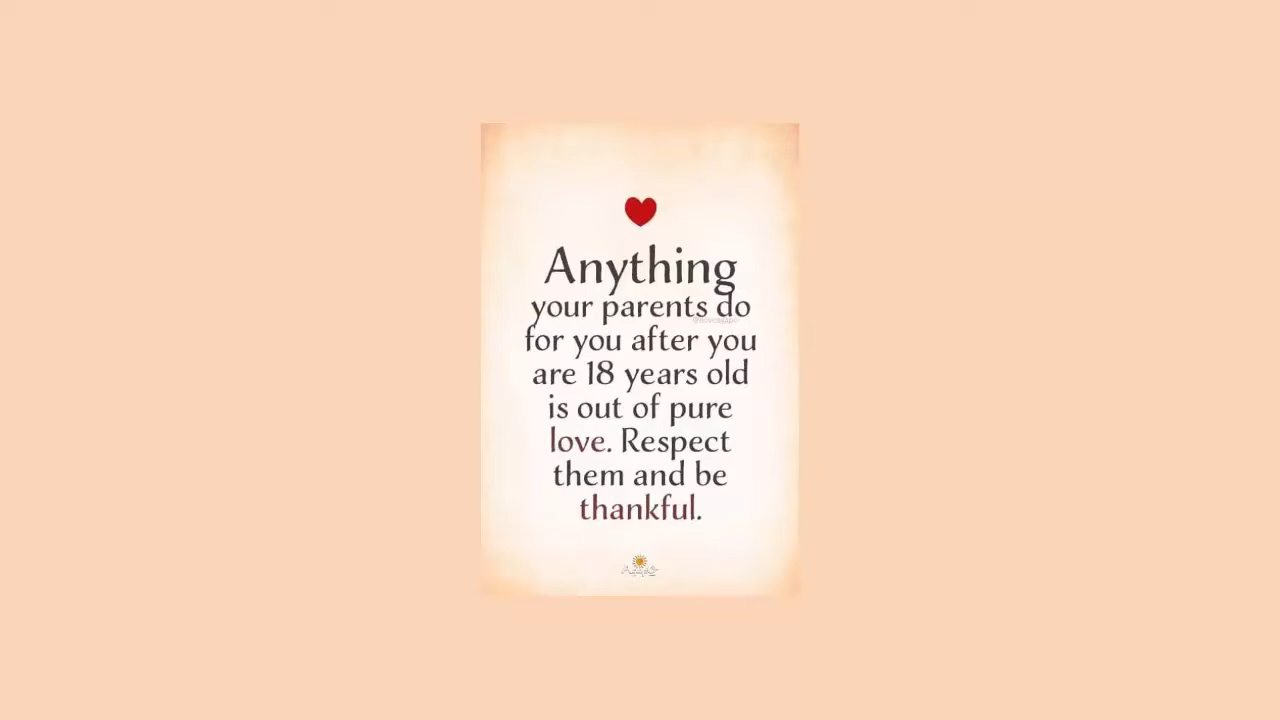 Anything
your parents do
for you after you
are 18 years old
is out of pure
love. Respect
them and be
thankful.